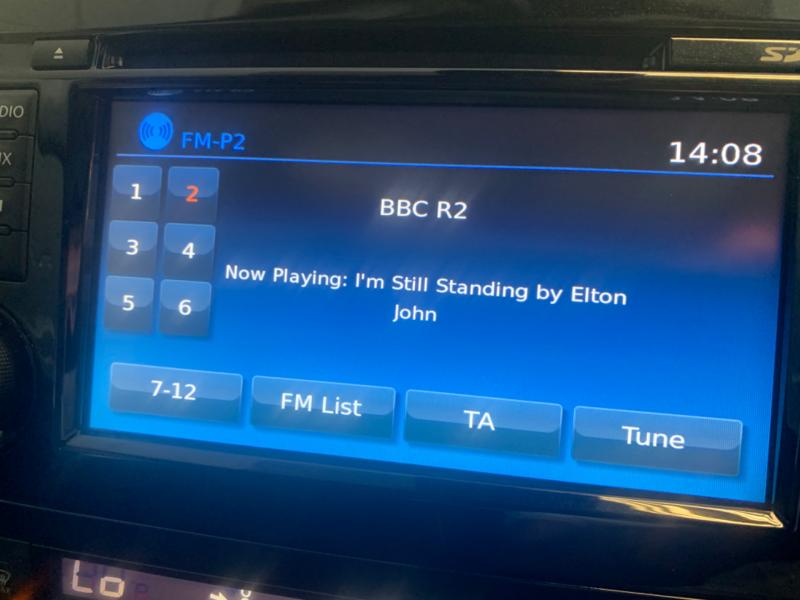 FM-P2
14:08
1
2
BBC R2
3
4
Now Playing: I'm Still Standing by Elton
John
5
6
7-12
FM List
TA
Tune
Lo